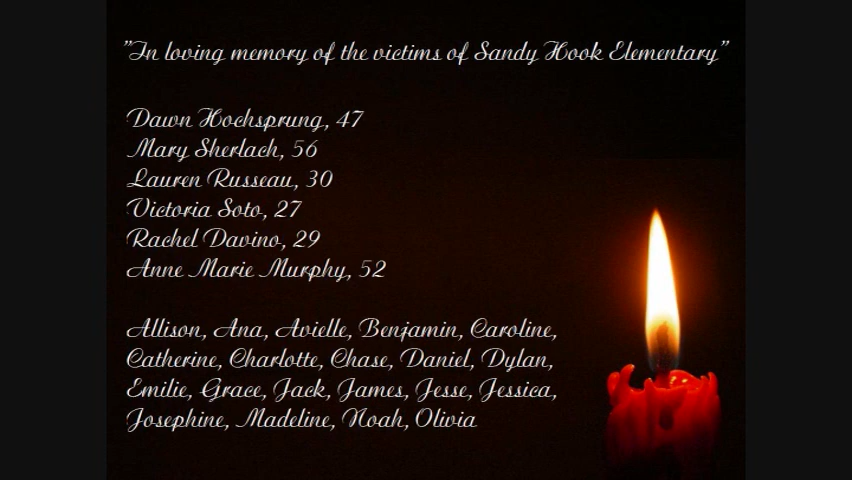 "In loving memory of the victims of Sandy Hook Elementary"
Dawn Hochsprung, 47
Mary Sherlach, 56
Lauren Russeau, 30
Victoria Soto, 27
Rachel Davino, 29
Anne Marie Murphy, 52
Allison, Ana, Avielle, Benjamin, Caroline,
Catherine, Charlotte, Chase, Daniel, Dylan,
Emilie, Grace, Jack, James, Jesse, Jessica,
Josephine, Madeline, Noah, Olivia